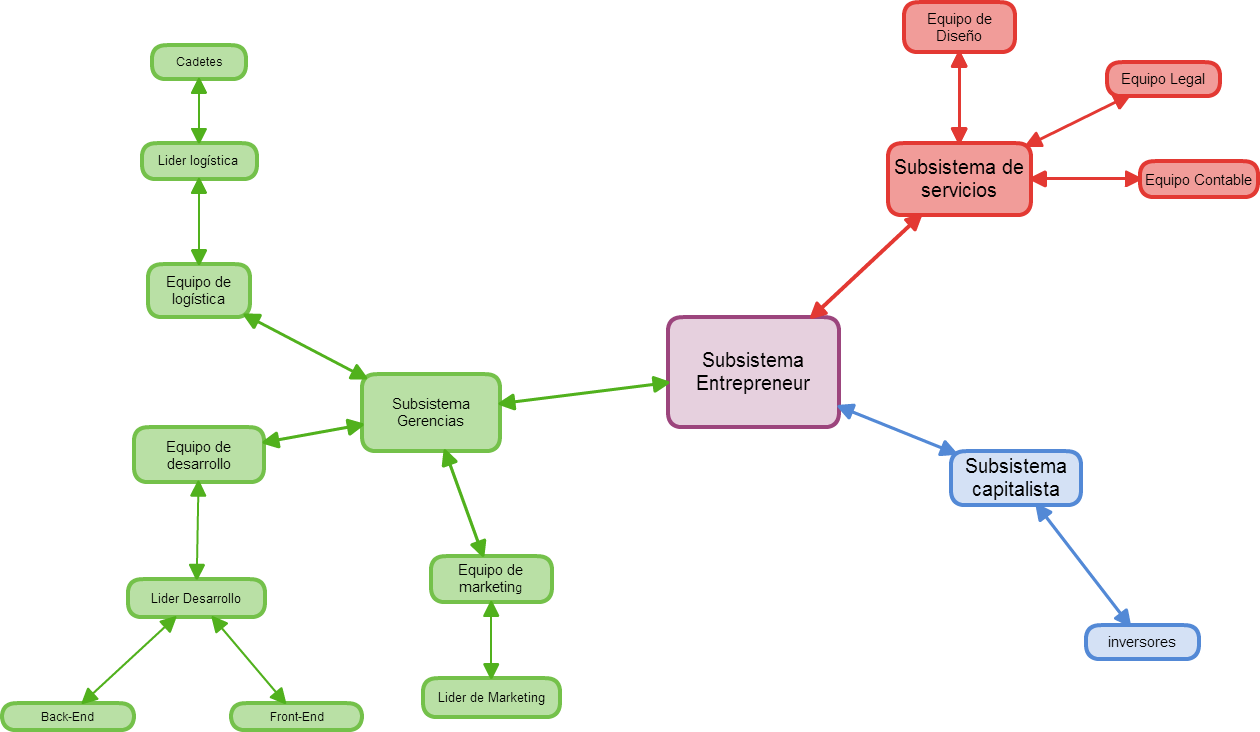 Equipo de
Diseño
Cadetes
Equipo Legal
Lider logística
Subsistema de
servicios
Equipo Contable
Equipo de
logística
Subsistema
Entrepreneur
Subsistema
Gerencias
Equipo de
desarrollo
Subsistema
capitalista
Equipo de
marketing
Lider Desarrollo
inversores
Lider de Marketing
Back-End
Front-End